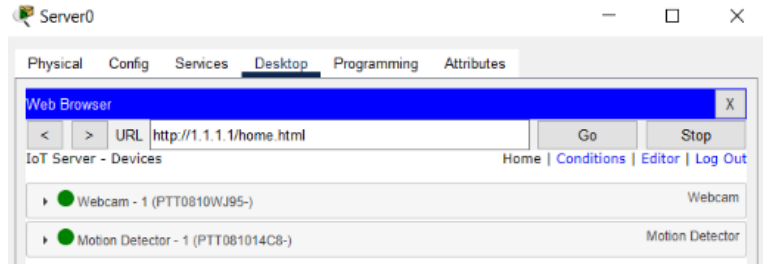 Server0
Physical Config Services Desktop Programming Attributes
Web Browser X
< > URL http://1.1.1.1/home.html Go Stop
IoT Server - Devices Home | Conditions | Editor | Log Out
Webcam - 1 (PTT0810WJ95-) Webcam
Motion Detector - 1 (PTT081014C8-) Motion Detector